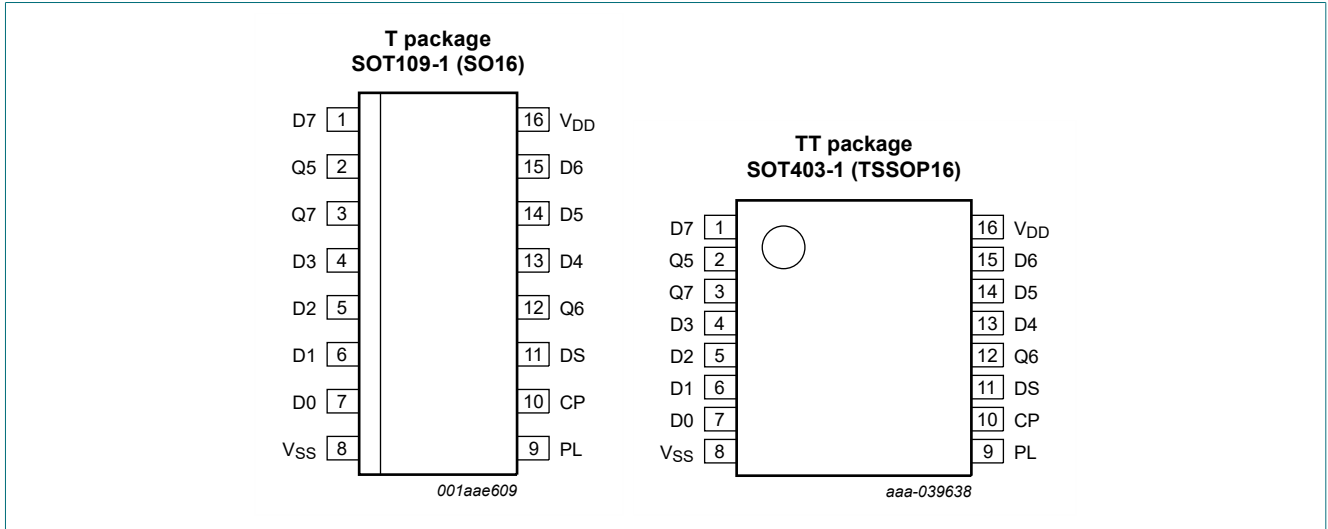 T package
SOT109-1 (SO16)
D7 1 16 VDD
Q5 2 15 D6
Q7 3 14 D5
D3 4 13 D4
D2 5 12 Q6
D1 6 11 DS
D0 7 10 CP
VSS 8 9 PL
001aae609
TT package
SOT403-1 (TSSOP16)
D7 1 16 VDD
Q5 2 15 D6
Q7 3 14 D5
D3 4 13 D4
D2 5 12 Q6
D1 6 11 DS
D0 7 10 CP
VSS 8 9 PL
aaa-039638